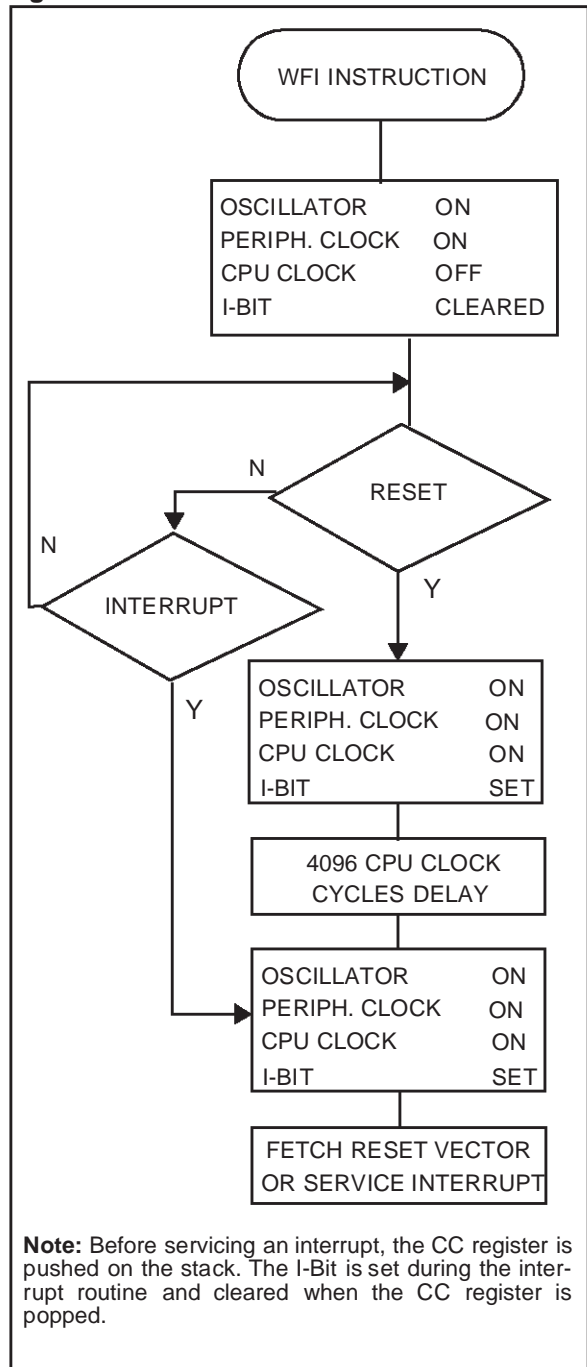 WFI INSTRUCTION
OSCILLATOR ON
PERIPH. CLOCK ON
CPU CLOCK OFF
I-BIT CLEARED
N
RESET
N
INTERRUPT
Y
Y
OSCILLATOR ON
PERIPH. CLOCK ON
CPU CLOCK ON
I-BIT SET
4096 CPU CLOCK
CYCLES DELAY
OSCILLATOR ON
PERIPH. CLOCK ON
CPU CLOCK ON
I-BIT SET
FETCH RESET VECTOR
OR SERVICE INTERRUPT
Note: Before servicing an interrupt, the CC register is
pushed on the stack. The I-Bit is set during the inter-
rupt routine and cleared when the CC register is
popped.